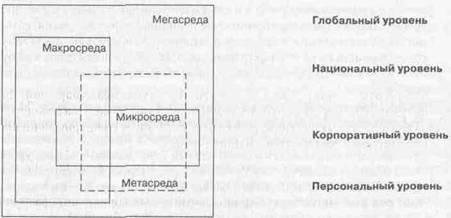 Мегасреда
Глобальный уровень
Макросреда
Национальный уровень
Микросреда
Корпоративный уровень
Метасреда
Персональный уровень